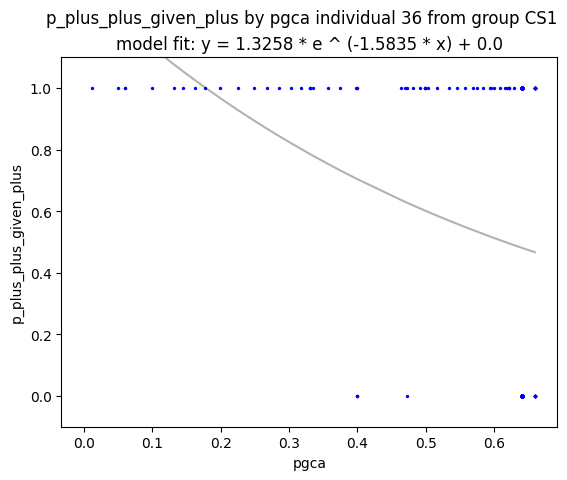 p_plus_plus_given_plus by pgca individual 36 from group CS1
model fit: y = 1.3258 * e ^ (-1.5835 * x) + 0.0
p_plus_plus_given_plus
1.0
0.8
0.6
0.4
0.2
0.0
0.0 0.1 0.2 0.3 0.4 0.5 0.6
pgca